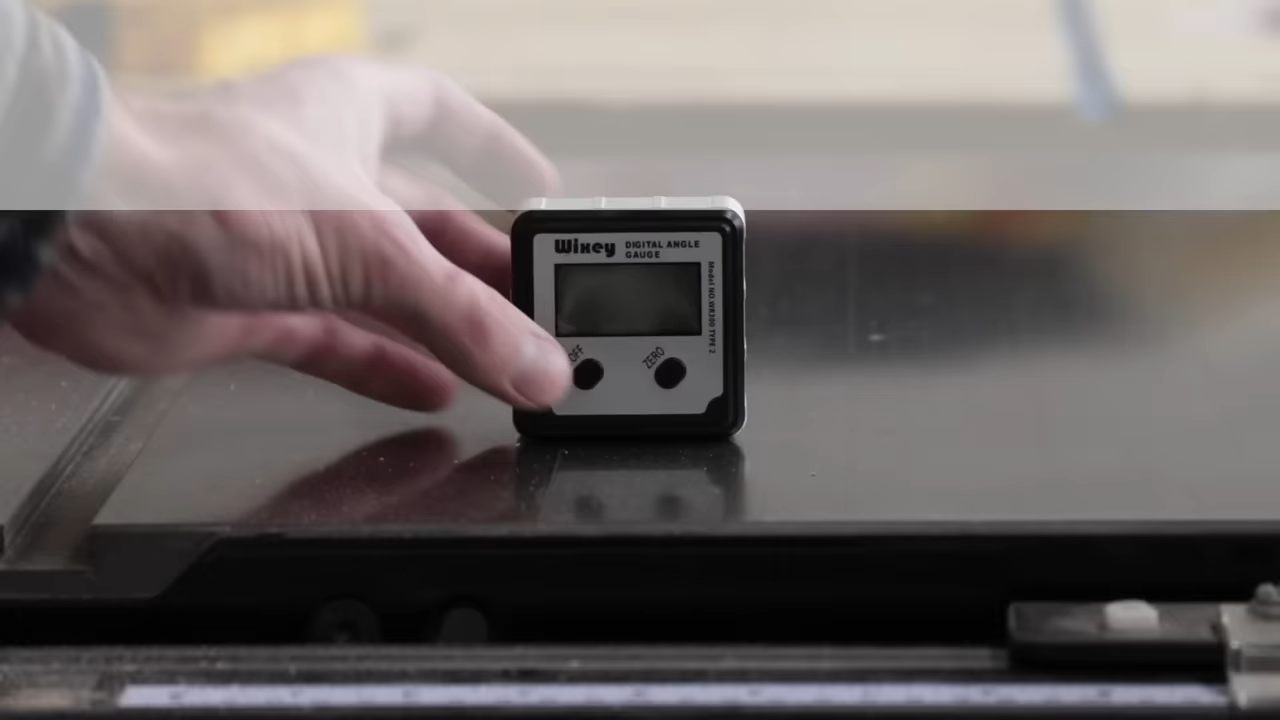 Wixey
DIGITAL ANGLE
GAUGE
Model NO.WR300 TYPE 2
OFF
ZERO